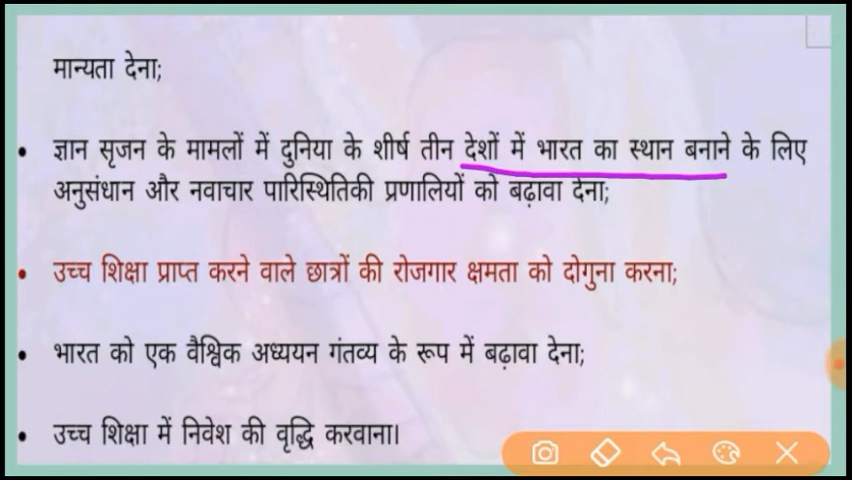 मान्यता देना;
• ज्ञान सृजन के मामलों में दुनिया के शीर्ष तीन देशों में भारत का स्थान बनाने के लिए
अनुसंधान और नवाचार पारिस्थितिकी प्रणालियों को बढ़ावा देना;
• उच्च शिक्षा प्राप्त करने वाले छात्रों की रोजगार क्षमता को दोगुना करना;
• भारत को एक वैश्विक अध्ययन गंतव्य के रूप में बढ़ावा देना;
• उच्च शिक्षा में निवेश की वृद्धि करवाना।